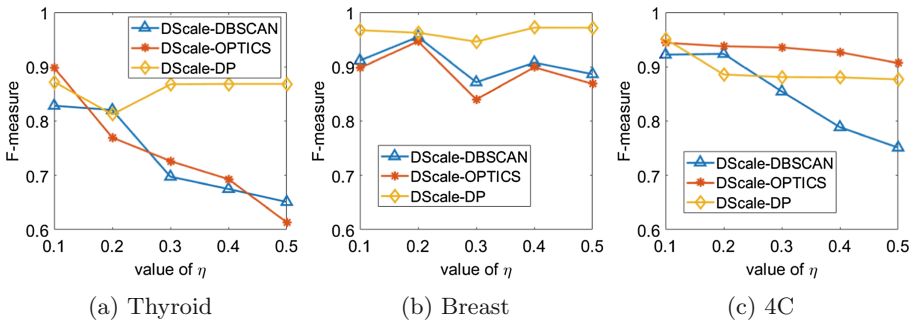 F-measure
1
0.9
0.8
0.7
0.6
0.1 0.2 0.3 0.4 0.5
value of η
DScale-DBSCAN
DScale-OPTICS
DScale-DP
(a) Thyroid
F-measure
1
0.9
0.8
0.7
0.6
0.1 0.2 0.3 0.4 0.5
value of η
DScale-DBSCAN
DScale-OPTICS
DScale-DP
(b) Breast
F-measure
1
0.9
0.8
0.7
0.6
0.1 0.2 0.3 0.4 0.5
value of η
DScale-DBSCAN
DScale-OPTICS
DScale-DP
(c) 4C